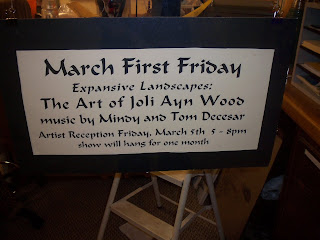 March First Friday
Expansive Landscapes:
The Art of Joli Ayn Wood
music by Mindy and Tom Decesar
Artist Reception Friday, March 5th 5 - 8pm
show will hang for one month